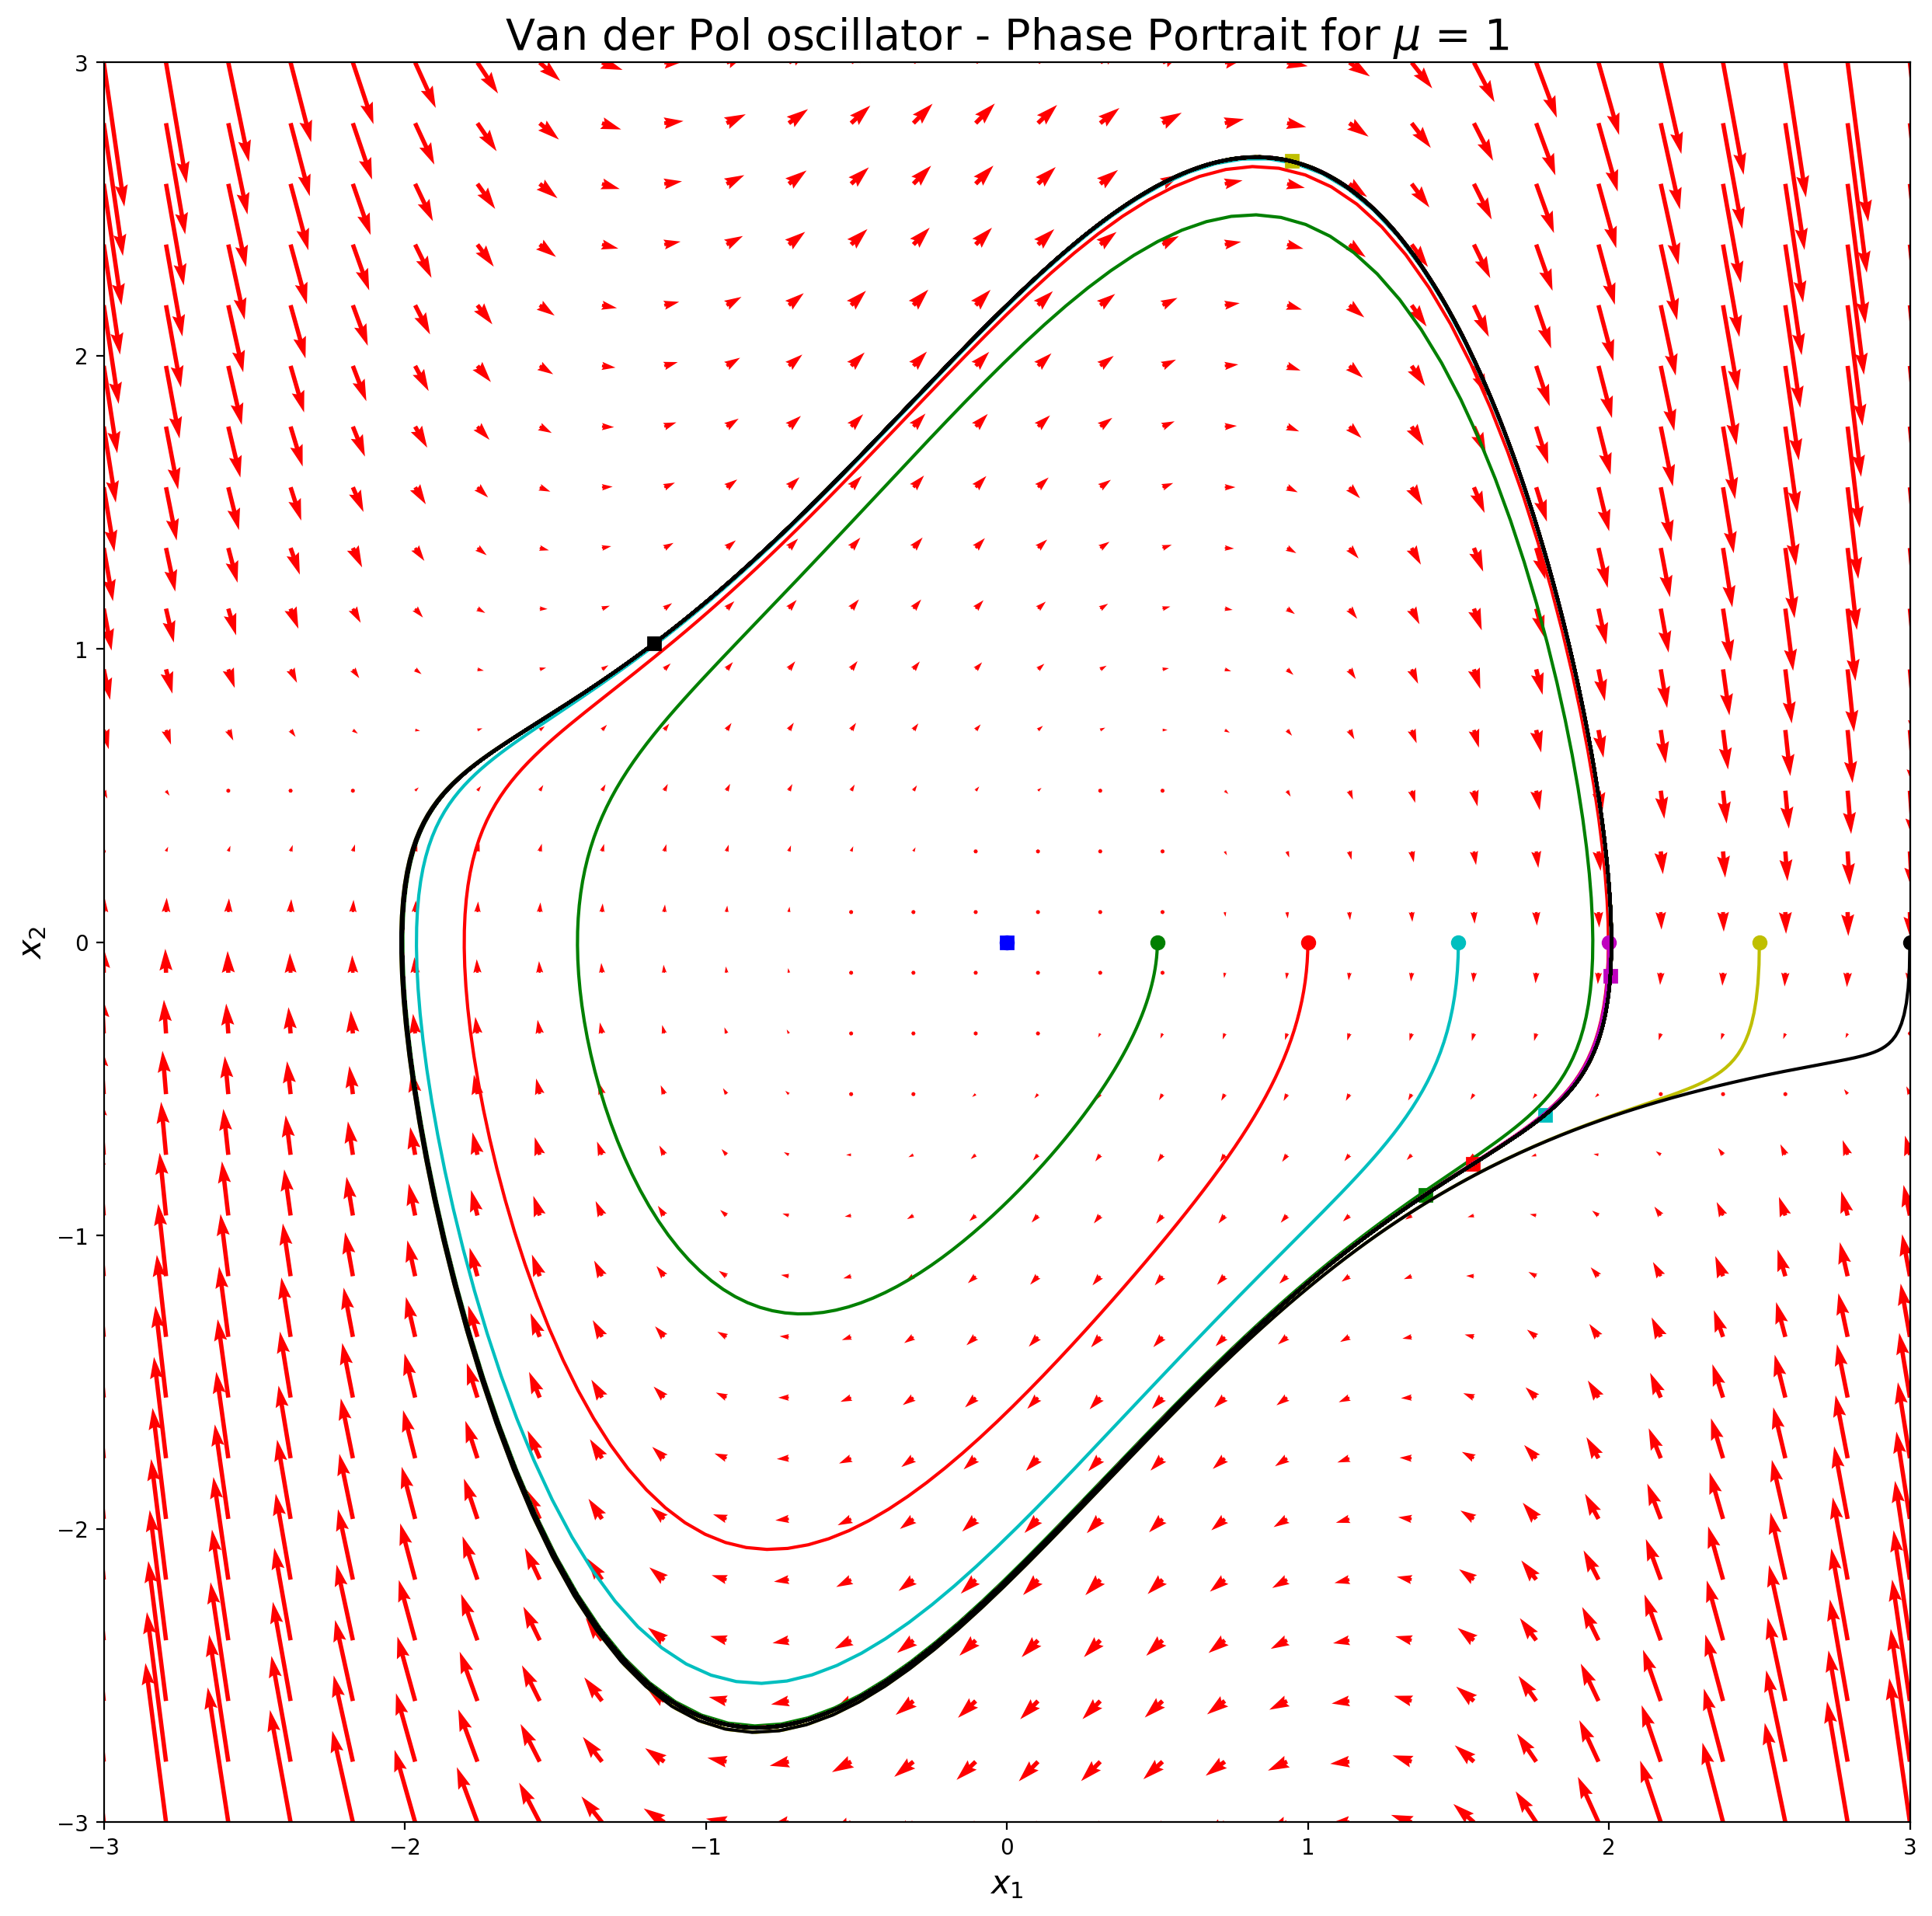 Van der Pol oscillator - Phase Portrait for μ = 1
3
2
1
0
−1
−2
−3
x₂
−3 −2 −1 0 1 2 3
x₁